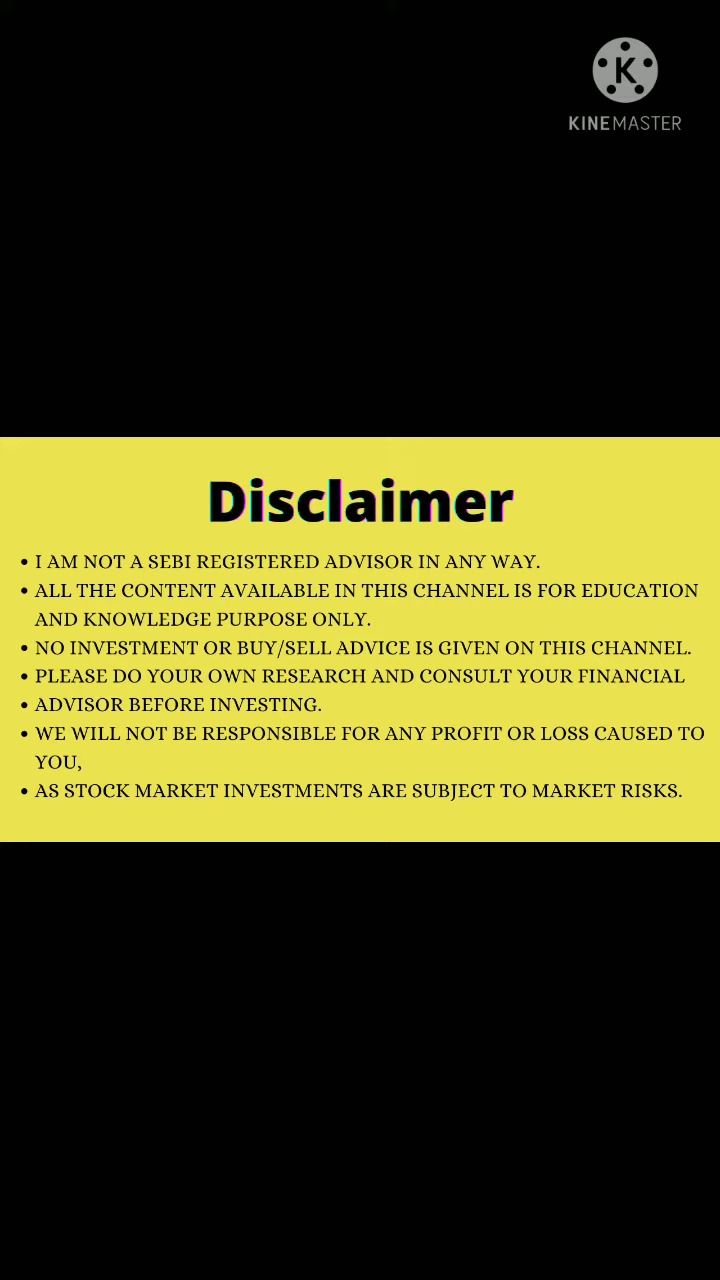 K
KINEMASTER
Disclaimer
• I AM NOT A SEBI REGISTERED ADVISOR IN ANY WAY.
• ALL THE CONTENT AVAILABLE IN THIS CHANNEL IS FOR EDUCATION
AND KNOWLEDGE PURPOSE ONLY.
• NO INVESTMENT OR BUY/SELL ADVICE IS GIVEN ON THIS CHANNEL.
• PLEASE DO YOUR OWN RESEARCH AND CONSULT YOUR FINANCIAL
• ADVISOR BEFORE INVESTING.
• WE WILL NOT BE RESPONSIBLE FOR ANY PROFIT OR LOSS CAUSED TO
YOU,
• AS STOCK MARKET INVESTMENTS ARE SUBJECT TO MARKET RISKS.